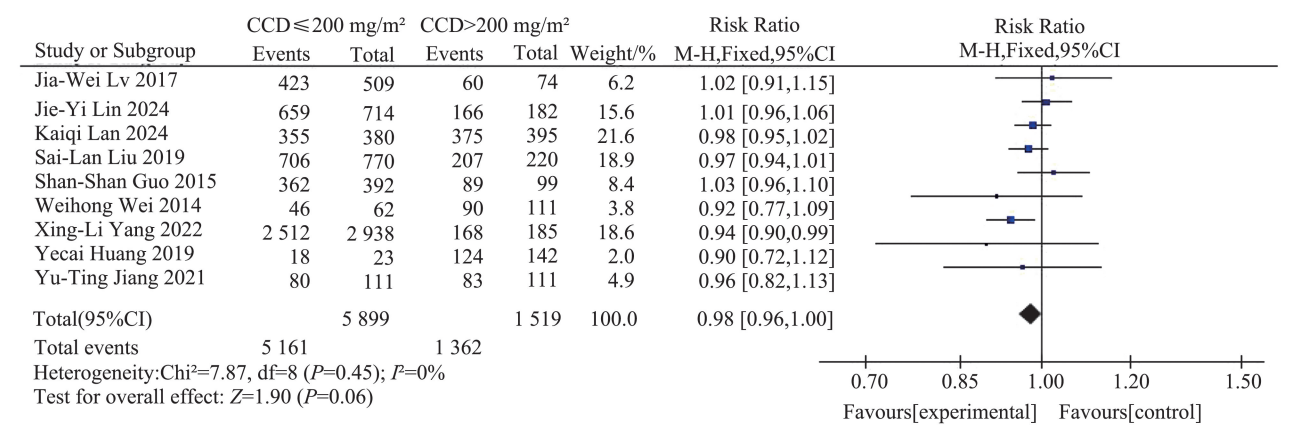 CCD≤200 mg/m² CCD>200 mg/m² Risk Ratio Risk Ratio
Study or Subgroup Events Total Events Total Weight/% M-H,Fixed,95%CI M-H,Fixed,95%CI
Jia-Wei Lv 2017 423 509 60 74 6.2 1.02 [0.91,1.15]
Jie-Yi Lin 2024 659 714 166 182 15.6 1.01 [0.96,1.06]
Kaiqi Lan 2024 355 380 375 395 21.6 0.98 [0.95,1.02]
Sai-Lan Liu 2019 706 770 207 220 18.9 0.97 [0.94,1.01]
Shan-Shan Guo 2015 362 392 89 99 8.4 1.03 [0.96,1.10]
Weihong Wei 2014 46 62 90 111 3.8 0.92 [0.77,1.09]
Xing-Li Yang 2022 2 512 2 938 168 185 18.6 0.94 [0.90,0.99]
Yecai Huang 2019 18 23 124 142 2.0 0.90 [0.72,1.12]
Yu-Ting Jiang 2021 80 111 83 111 4.9 0.96 [0.82,1.13]
Total(95%CI) 5 899 1 519 100.0 0.98 [0.96,1.00]
Total events 5 161 1 362
Heterogeneity:Chi²=7.87, df=8 (P=0.45); I²=0%
Test for overall effect: Z=1.90 (P=0.06)
0.70 0.85 1.00 1.20 1.50
Favours[experimental] Favours[control]